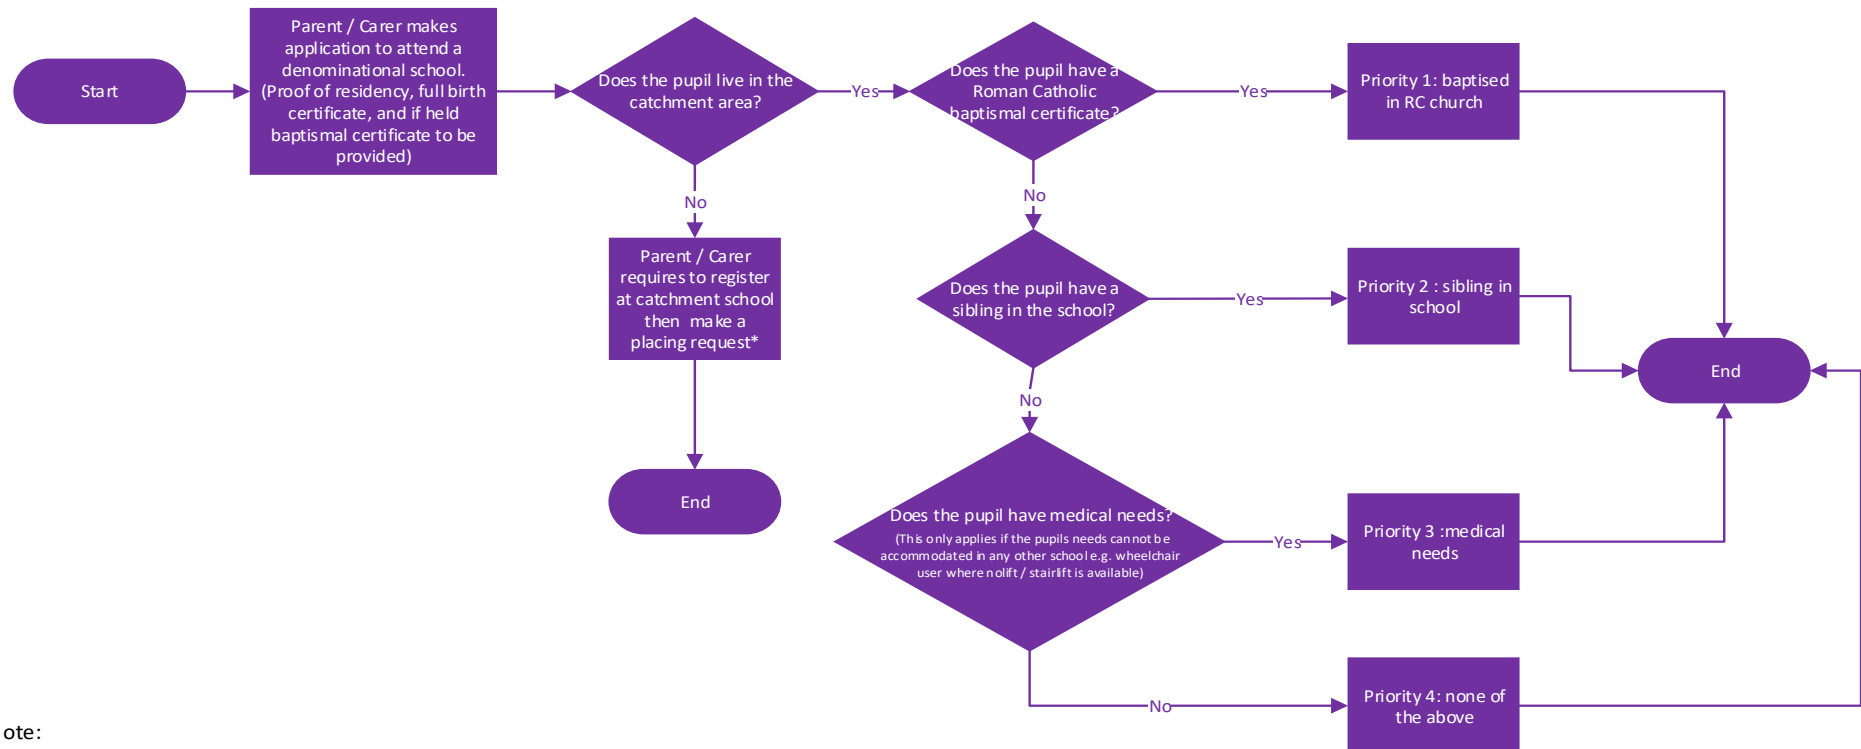 Start
Parent / Carer makes
application to attend a
denominational school.
(Proof of residency, full birth
certificate, and if held
baptismal certificate to be
provided)
Does the pupil live in the
catchment area?
Yes
Does the pupil have a
Roman Catholic
baptismal certificate?
Yes
Priority 1: baptised
in RC church
No
Parent / Carer
requires to register
at catchment school
then make a
placing request*
End
No
Does the pupil have a
sibling in the school?
Yes
Priority 2 : sibling in
school
End
No
Does the pupil have medical needs?
(This only applies if the pupils needs cannot be
accommodated in any other school e.g. wheelchair
user where no lift / stairlift is available)
Yes
Priority 3 :medical
needs
No
Priority 4: none of
the above
ote: